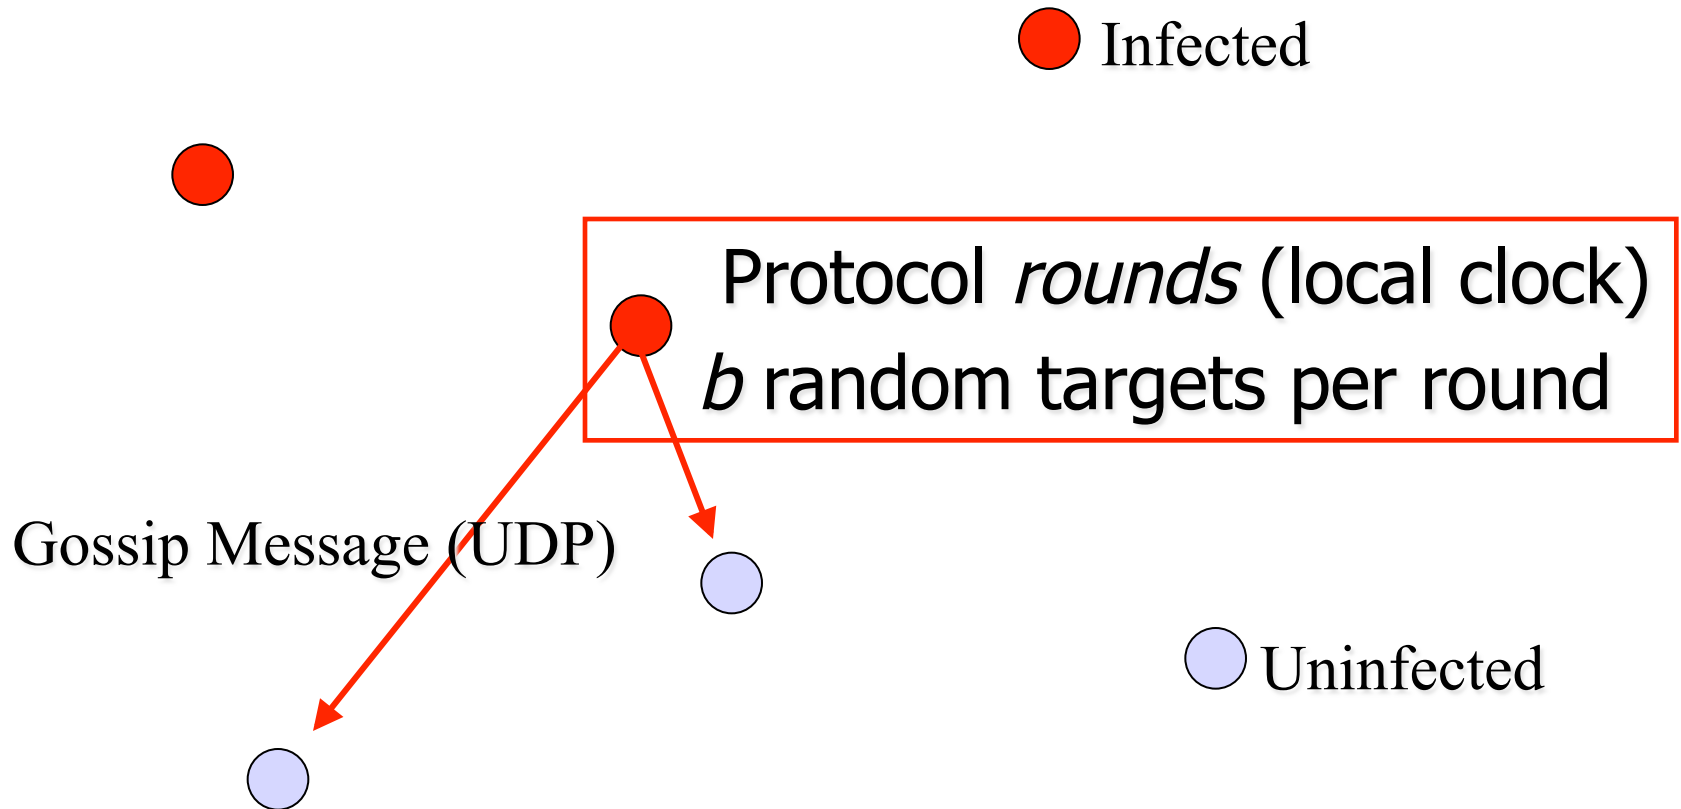 Infected
Protocol rounds (local clock)
b random targets per round
Gossip Message (UDP)
Uninfected